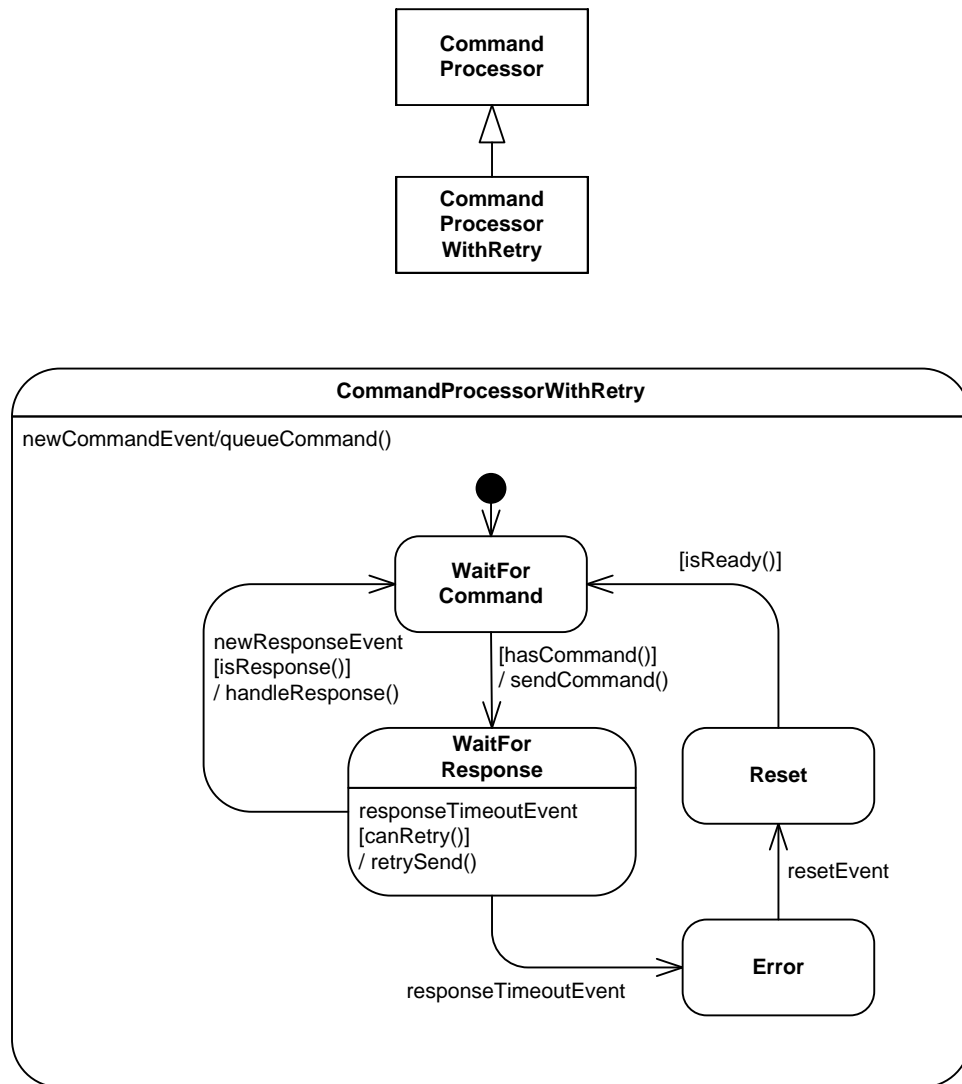 Command
Processor
Command
Processor
WithRetry
CommandProcessorWithRetry
newCommandEvent/queueCommand()
WaitFor
Command
[isReady()]
newResponseEvent
[isResponse()]
/ handleResponse()
[hasCommand()]
/ sendCommand()
WaitFor
Response
responseTimeoutEvent
[canRetry()]
/ retrySend()
Reset
resetEvent
Error
responseTimeoutEvent